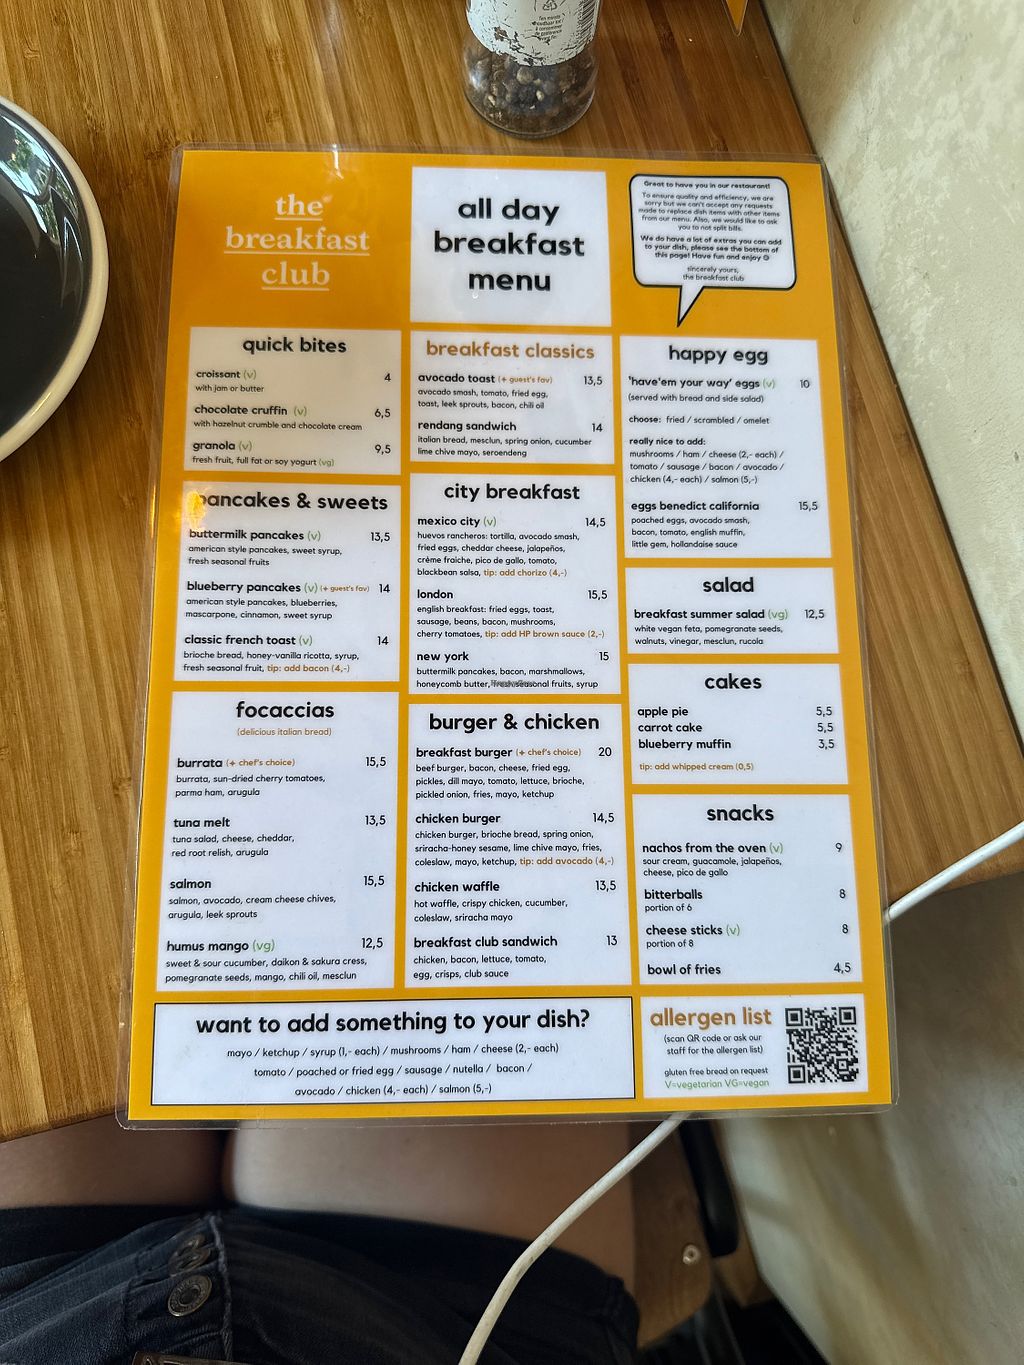 the
breakfast
club
all day
breakfast
menu
Great to have you in our restaurant!
To ensure quality and efficiency, we are
sorry but we can't accept any requests
made to replace dish items with other items
from our menu. Also, we would like to ask
you to not split bills.
We do have a lot of extras you can add
to your dish, please see the bottom of
this page! Have fun and enjoy ☺
sincerely yours,
the breakfast club
quick bites
croissant (v) 4
with jam or butter
chocolate cruffin (v) 6,5
with hazelnut crumble and chocolate cream
granola (v) 9,5
fresh fruit, full fat or soy yogurt (vg)
pancakes & sweets
buttermilk pancakes (v) 13,5
american style pancakes, sweet syrup,
fresh seasonal fruits
blueberry pancakes (v) (+ guest's fav) 14
american style pancakes, blueberries,
mascarpone, cinnamon, sweet syrup
classic french toast (v) 14
brioche bread, honey-vanilla ricotta, syrup,
fresh seasonal fruit, tip: add bacon (4,-)
focaccias
(delicious italian bread)
burrata (+ chef's choice) 15,5
burrata, sun-dried cherry tomatoes,
parma ham, arugula
tuna melt 13,5
tuna salad, cheese, cheddar,
red root relish, arugula
salmon 15,5
salmon, avocado, cream cheese chives,
arugula, leek sprouts
humus mango (vg) 12,5
sweet & sour cucumber, daikon & sakura cress,
pomegranate seeds, mango, chili oil, mesclun
breakfast classics
avocado toast (+ guest's fav) 13,5
avocado smash, tomato, fried egg,
toast, leek sprouts, bacon, chili oil
rendang sandwich 14
italian bread, mesclun, spring onion, cucumber
lime chive mayo, seroendeng
city breakfast
mexico city (v) 14,5
huevos rancheros: tortilla, avocado smash,
fried eggs, cheddar cheese, jalapeños,
crème fraiche, pico de gallo, tomato,
blackbean salsa, tip: add chorizo (4,-)
london 15,5
english breakfast: fried eggs, toast,
sausage, beans, bacon, mushrooms,
cherry tomatoes, tip: add HP brown sauce (2,-)
new york 15
buttermilk pancakes, bacon, marshmallows,
honeycomb butter, fresh seasonal fruits, syrup
burger & chicken
breakfast burger (+ chef's choice) 20
beef burger, bacon, cheese, fried egg,
pickles, dill mayo, tomato, lettuce, brioche,
pickled onion, fries, mayo, ketchup
chicken burger 14,5
chicken burger, brioche bread, spring onion,
sriracha-honey sesame, lime chive mayo, fries,
coleslaw, mayo, ketchup, tip: add avocado (4,-)
chicken waffle 13,5
hot waffle, crispy chicken, cucumber,
coleslaw, sriracha mayo
breakfast club sandwich 13
chicken, bacon, lettuce, tomato,
egg, crisps, club sauce
happy egg
'have'em your way' eggs (v) 10
(served with bread and side salad)
choose: fried / scrambled / omelet
really nice to add:
mushrooms / ham / cheese (2,- each) /
tomato / sausage / bacon / avocado /
chicken (4,- each) / salmon (5,-)
eggs benedict california 15,5
poached eggs, avocado smash,
bacon, tomato, english muffin,
little gem, hollandaise sauce
salad
breakfast summer salad (vg) 12,5
white vegan feta, pomegranate seeds,
walnuts, vinegar, mesclun, rucola
cakes
apple pie 5,5
carrot cake 5,5
blueberry muffin 3,5
tip: add whipped cream (0,5)
snacks
nachos from the oven (v) 9
sour cream, guacamole, jalapeños,
cheese, pico de gallo
bitterballs 8
portion of 6
cheese sticks (v) 8
portion of 8
bowl of fries 4,5
want to add something to your dish?
mayo / ketchup / syrup (1,- each) / mushrooms / ham / cheese (2,- each)
tomato / poached or fried egg / sausage / nutella / bacon /
avocado / chicken (4,- each) / salmon (5,-)
allergen list
(scan QR code or ask our
staff for the allergen list)
gluten free bread on request
V=vegetarian VG=vegan